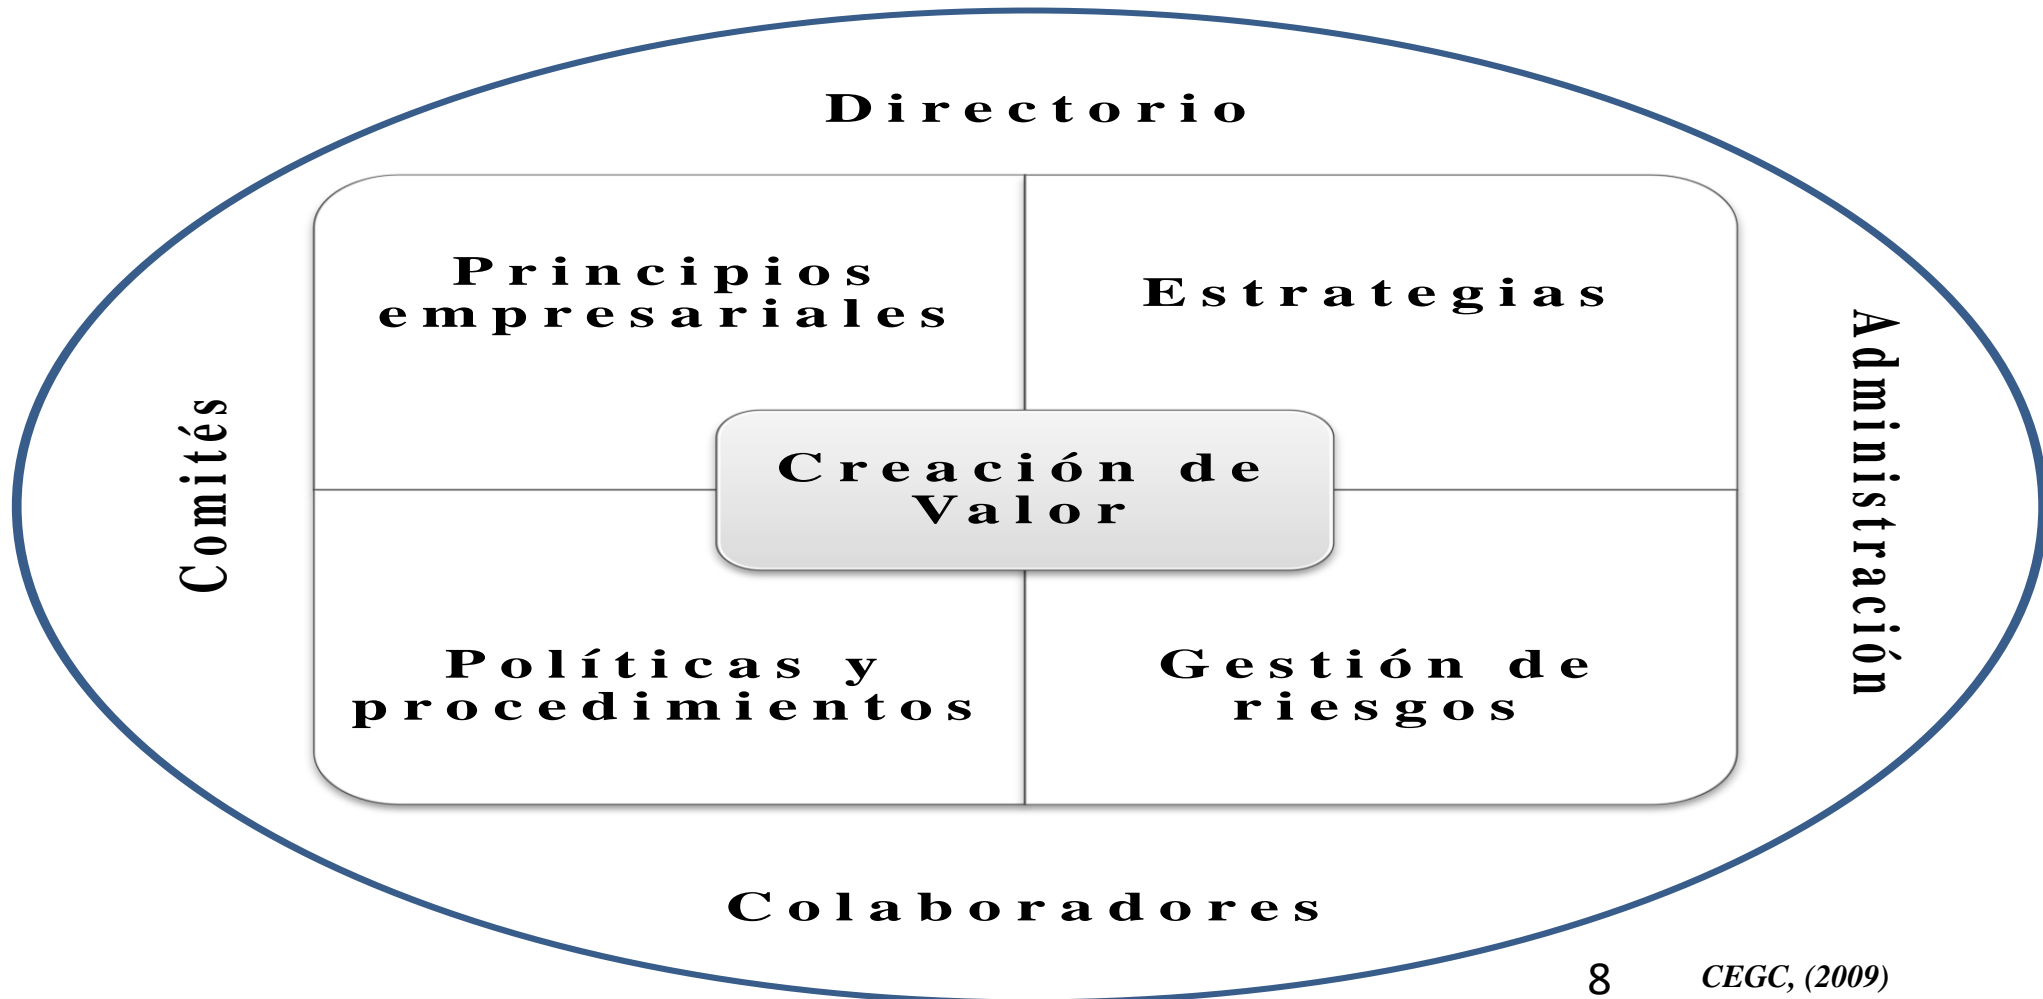 Directorio
Principios
empresariales
Estrategias
Comités
Creación de
Valor
Administración
Políticas y
procedimientos
Gestión de
riesgos
Colaboradores
8
CEGC, (2009)